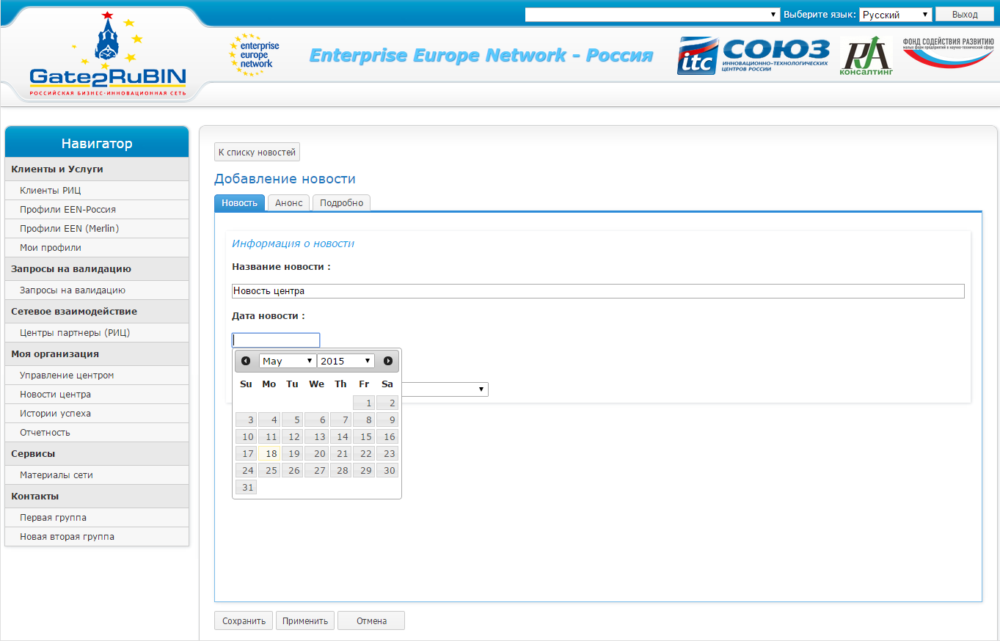 Выберите язык: Русский Выход
Gate2RuBIN
РОССИЙСКАЯ БИЗНЕС-ИННОВАЦИОННАЯ СЕТЬ
enterprise
europe
network
Enterprise Europe Network - Россия
itc
СОЮЗ
ИННОВАЦИОННО-ТЕХНОЛОГИЧЕСКИХ
ЦЕНТРОВ РОССИИ
КОНСАЛТИНГ
ФОНД СОДЕЙСТВИЯ РАЗВИТИЮ
малых форм предприятий в научно-технической сфере
Навигатор
Клиенты и Услуги
Клиенты РИЦ
Профили EEN-Россия
Профили EEN (Merlin)
Мои профили
Запросы на валидацию
Запросы на валидацию
Сетевое взаимодействие
Центры партнеры (РИЦ)
Моя организация
Управление центром
Новости центра
Истории успеха
Отчетность
Сервисы
Материалы сети
Контакты
Первая группа
Новая вторая группа
К списку новостей
Добавление новости
Новость Анонс Подробно
Информация о новости
Название новости :
Новость центра
Дата новости :
May 2015
Su Mo Tu We Th Fr Sa
1 2
3 4 5 6 7 8 9
10 11 12 13 14 15 16
17 18 19 20 21 22 23
24 25 26 27 28 29 30
31
Сохранить Применить Отмена